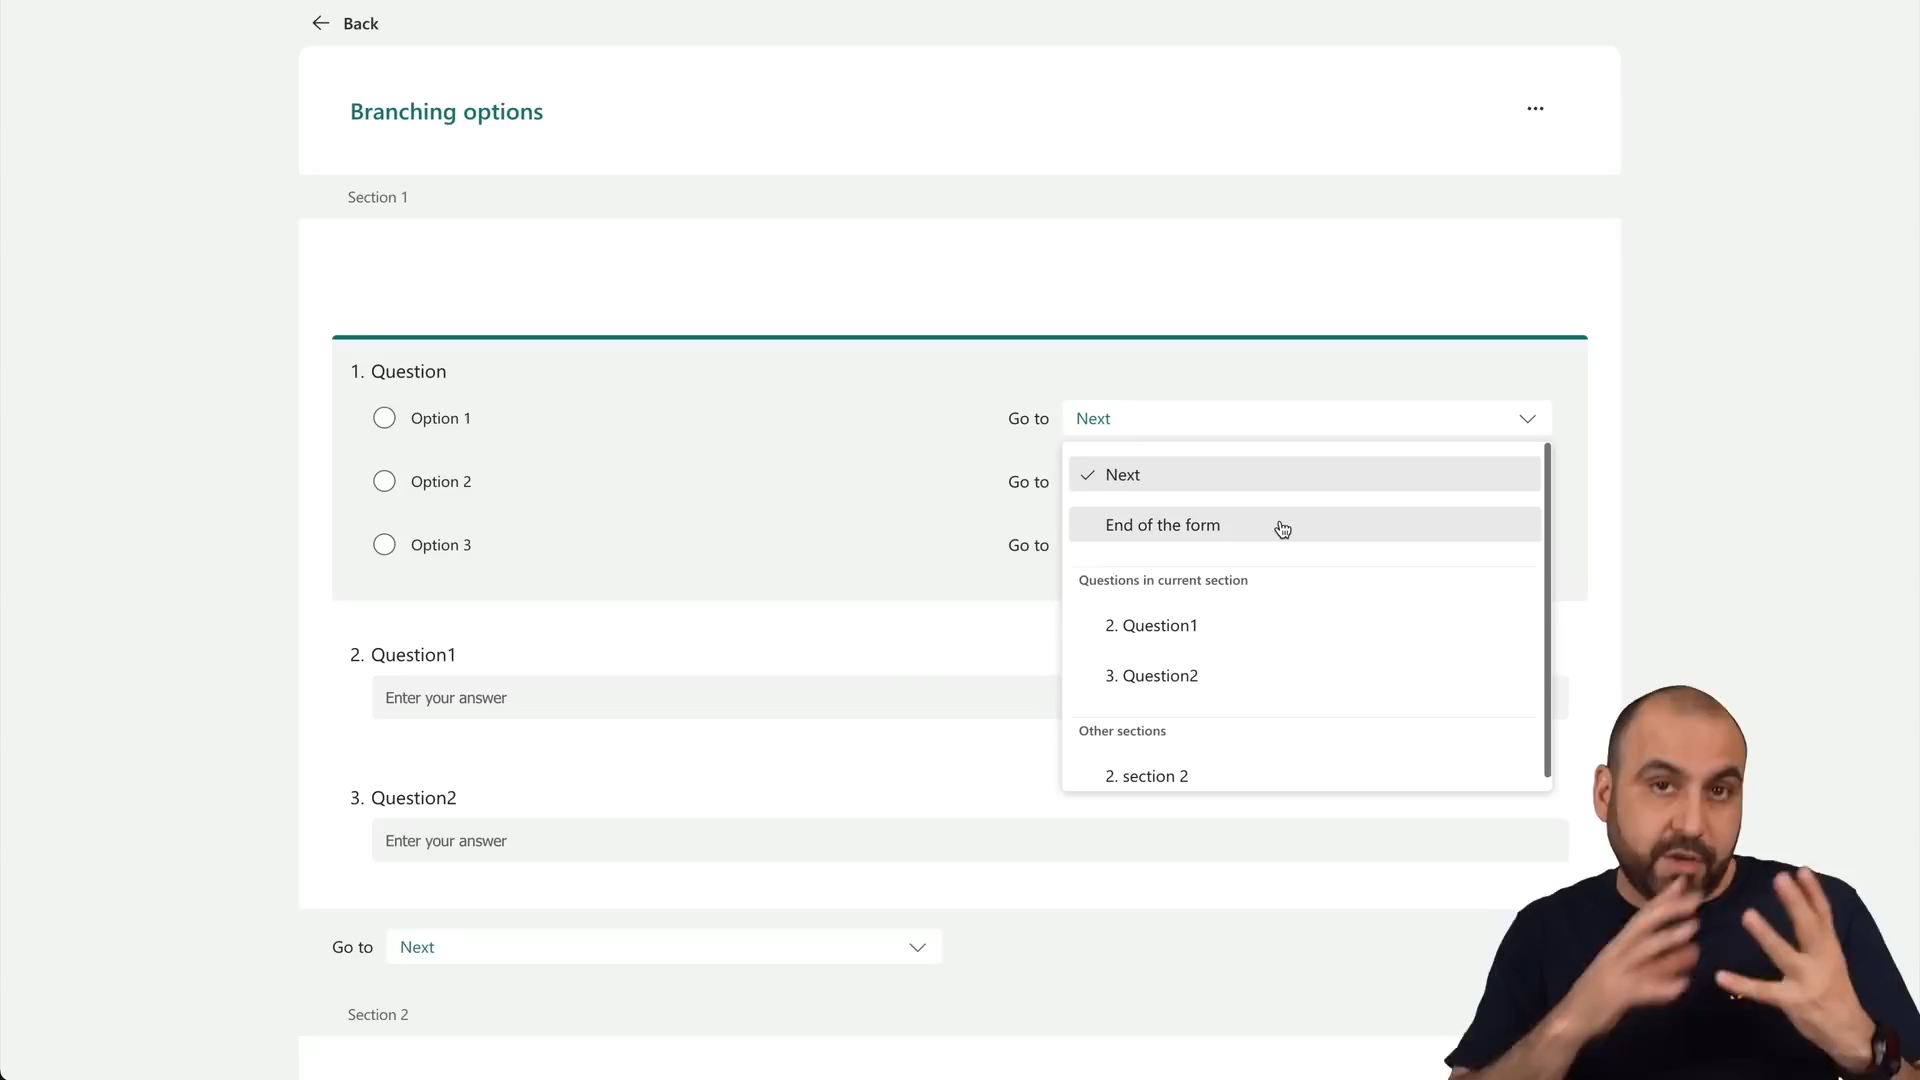 Back
Branching options
Section 1
1. Question
Option 1
Go to
Next
Option 2
Go to
Option 3
Go to
Next
End of the form
Questions in current section
2. Question1
3. Question2
Other sections
2. section 2
2. Question1
Enter your answer
3. Question2
Enter your answer
Go to
Next
Section 2